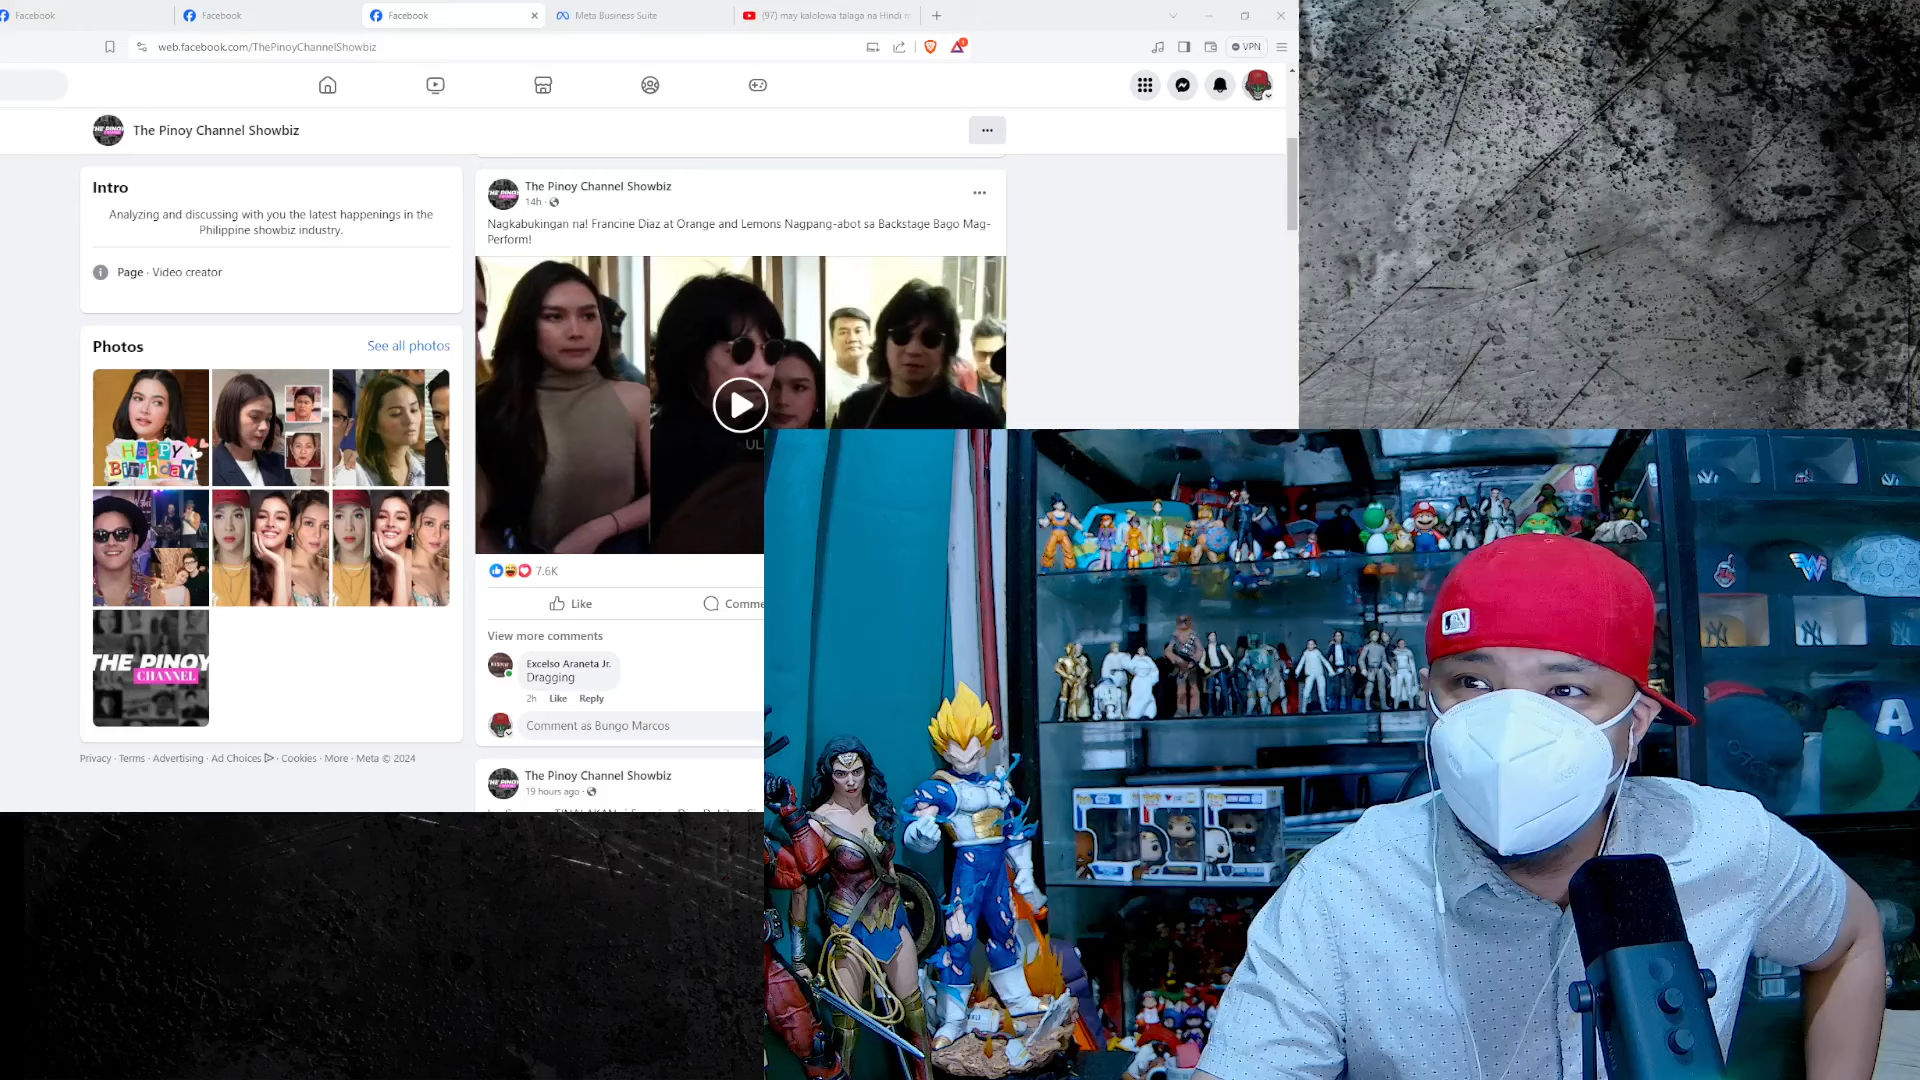 Facebook
Facebook
Facebook
Meta Business Suite
(97) may kalolowa talaga na Hindi
web.facebook.com/ThePinoyChannelShowbiz
VPN
The Pinoy Channel Showbiz
Intro
Analyzing and discussing with you the latest happenings in the
Philippine showbiz industry.
Page · Video creator
Photos
See all photos
HAPPY
BirthdAY
THE PINOY
CHANNEL
Privacy · Terms · Advertising · Ad Choices · Cookies · More · Meta © 2024
The Pinoy Channel Showbiz
14h ·
Nagkabukingan na! Francine Diaz at Orange and Lemons Nagpang-abot sa Backstage Bago Mag-
Perform!
UL
7.6K
Like
Comme
View more comments
Excelso Araneta Jr.
Dragging
2h Like Reply
Comment as Bungo Marcos
The Pinoy Channel Showbiz
19 hours ago ·
A